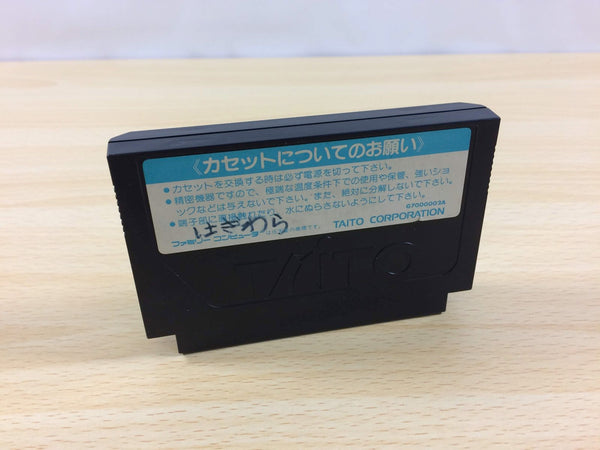 《カセットについてのお願い》
●カセットを交換する時は必ず電源を切って下さい。
●精密機器ですので、極端な温度条件下での使用や保管、強いショ
ックなどは与えないで下さい。また、絶対に分解しないで下さい。
●端子部に直接触れたり、水にぬらさないようにして下さい。
67000003A
はぎわら
TAITO CORPORATION
ファミリーコンピュータ
TAITO